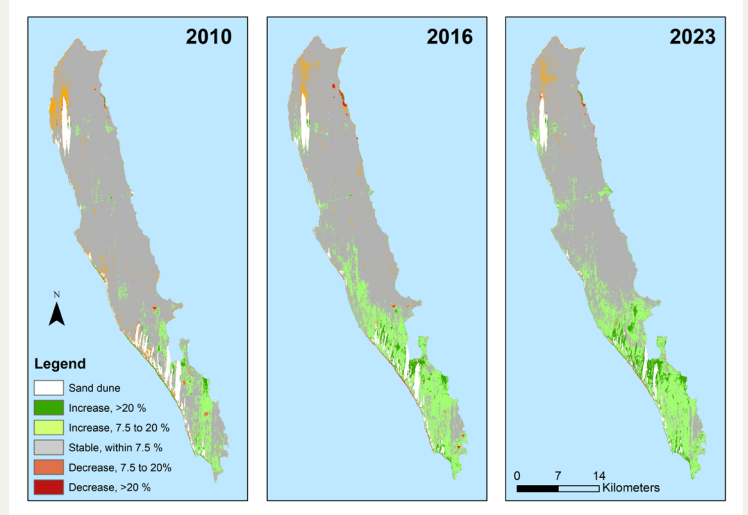 2010
2016
2023
N
Legend
Sand dune
Increase, >20 %
Increase, 7.5 to 20 %
Stable, within 7.5 %
Decrease, 7.5 to 20%
Decrease, >20 %
0 7 14
Kilometers